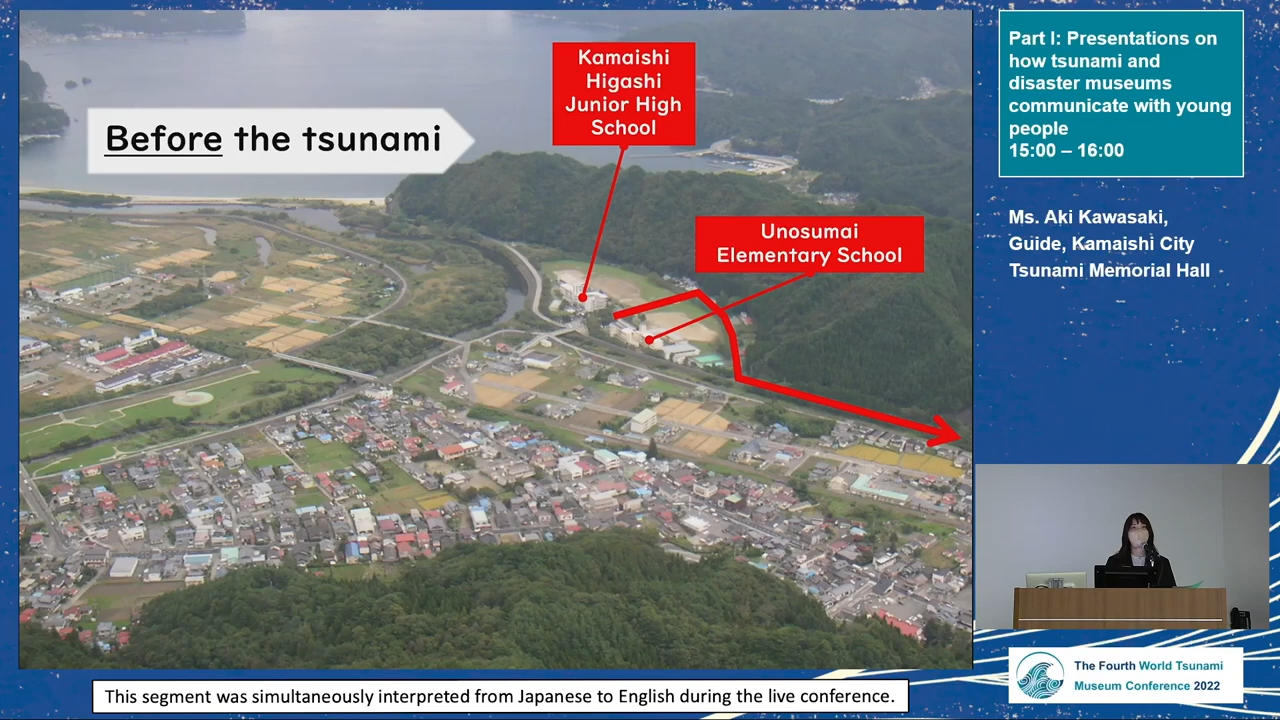 Before the tsunami
Kamaishi
Higashi
Junior High
School
Unosumai
Elementary School
Part I: Presentations on
how tsunami and
disaster museums
communicate with young
people
15:00 – 16:00
Ms. Aki Kawasaki,
Guide, Kamaishi City
Tsunami Memorial Hall
The Fourth World Tsunami
Museum Conference 2022
This segment was simultaneously interpreted from Japanese to English during the live conference.